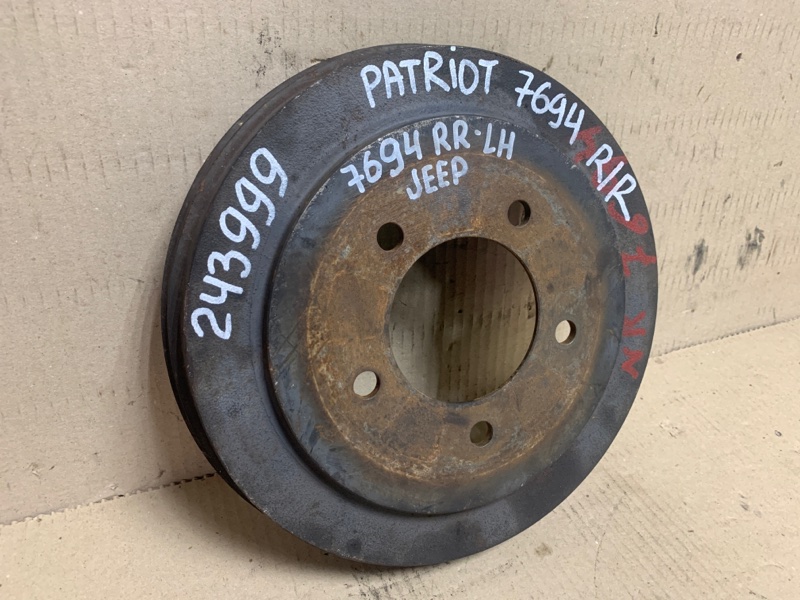 PATRIOT 7694 R/R
7694 RR-LH
JEEP
243999